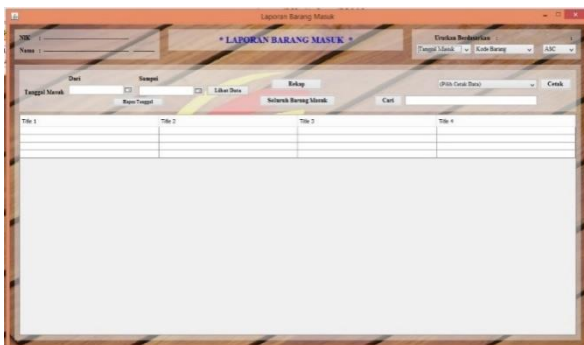 Laporan Barang Masuk
NIK :
Nama :
* LAPORAN BARANG MASUK *
Urutkan Berdasarkan :
Tanggal Masuk Kode Barang ASC
Dari Sampai
Tanggal Masuk
Lihat Data
Hapus Tanggal
Rekap
Seluruh Barang Masuk
(Pilih Cetak Data) Cetak
Cari
Title 1 Title 2 Title 3 Title 4